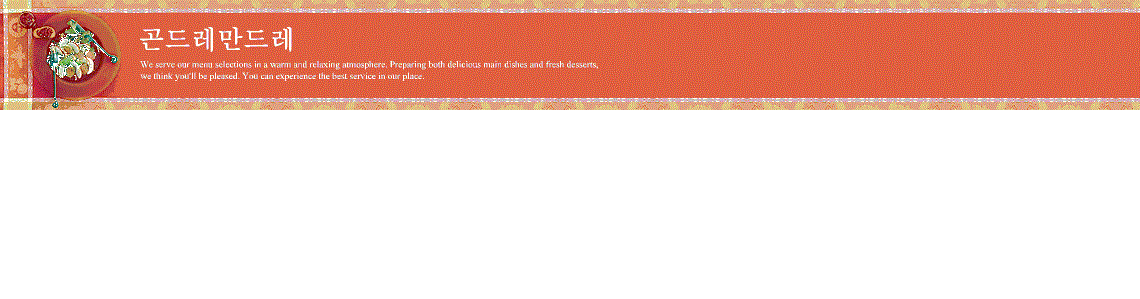 곤드레만드레
We serve our menu selections in a warm and relaxing atmosphere. Preparing both delicious main dishes and fresh desserts,
we think you'll be pleased. You can experience the best service in our place.